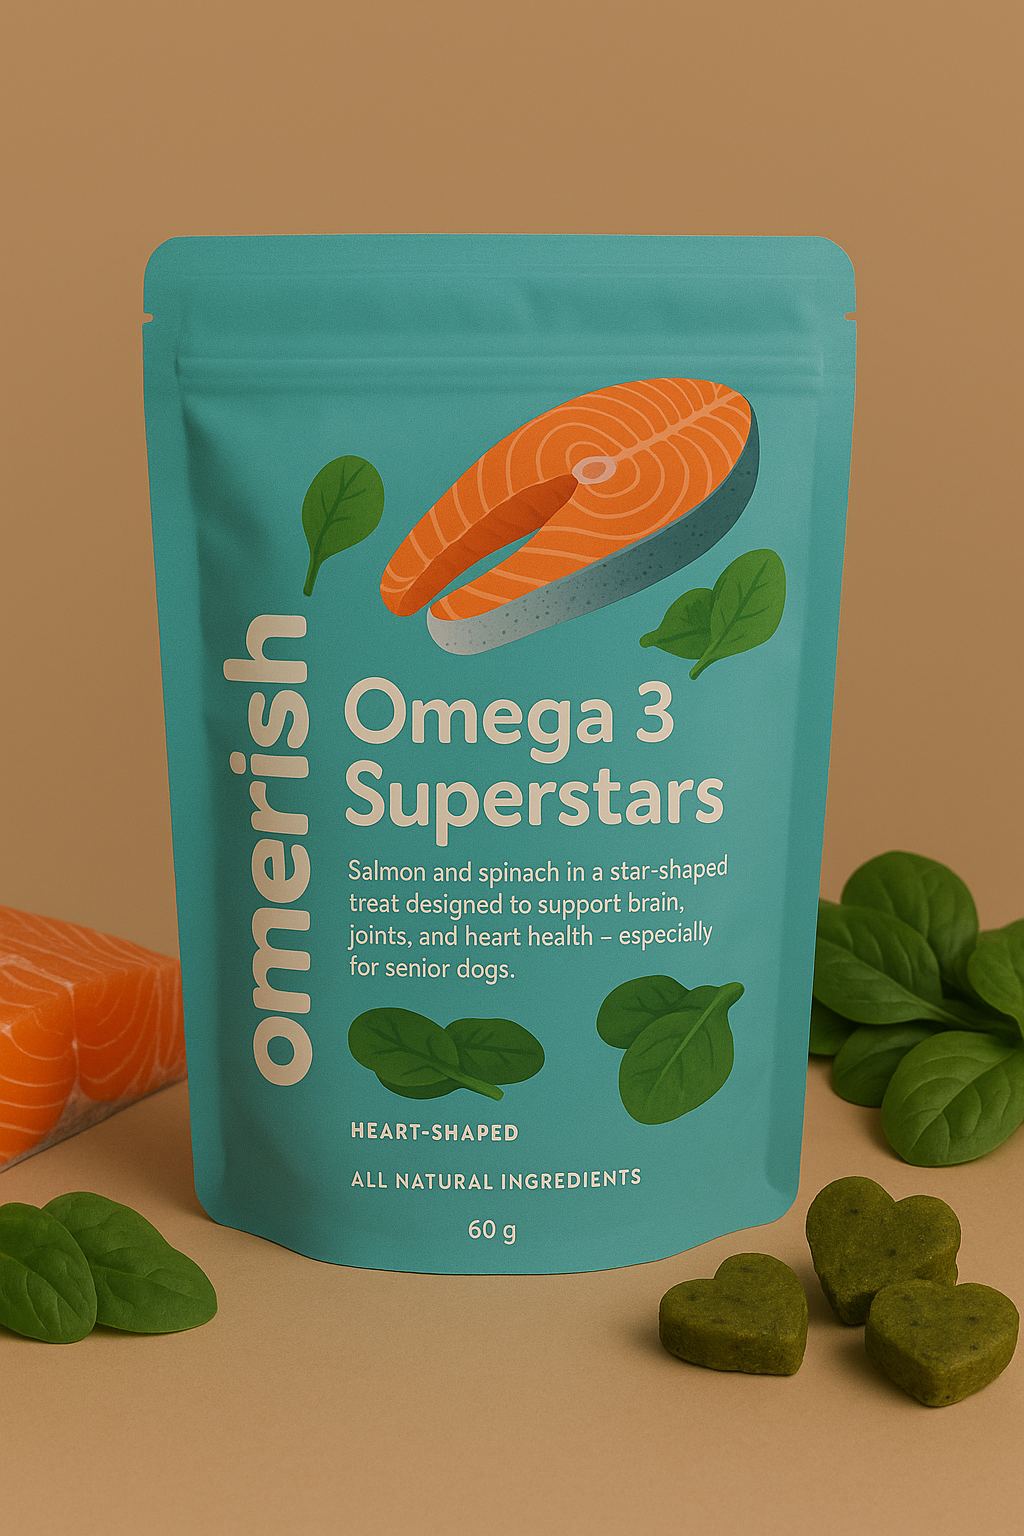 omerish
Omega 3
Superstars
Salmon and spinach in a star-shaped
treat designed to support brain,
joints, and heart health – especially
for senior dogs.
HEART-SHAPED
ALL NATURAL INGREDIENTS
60 g